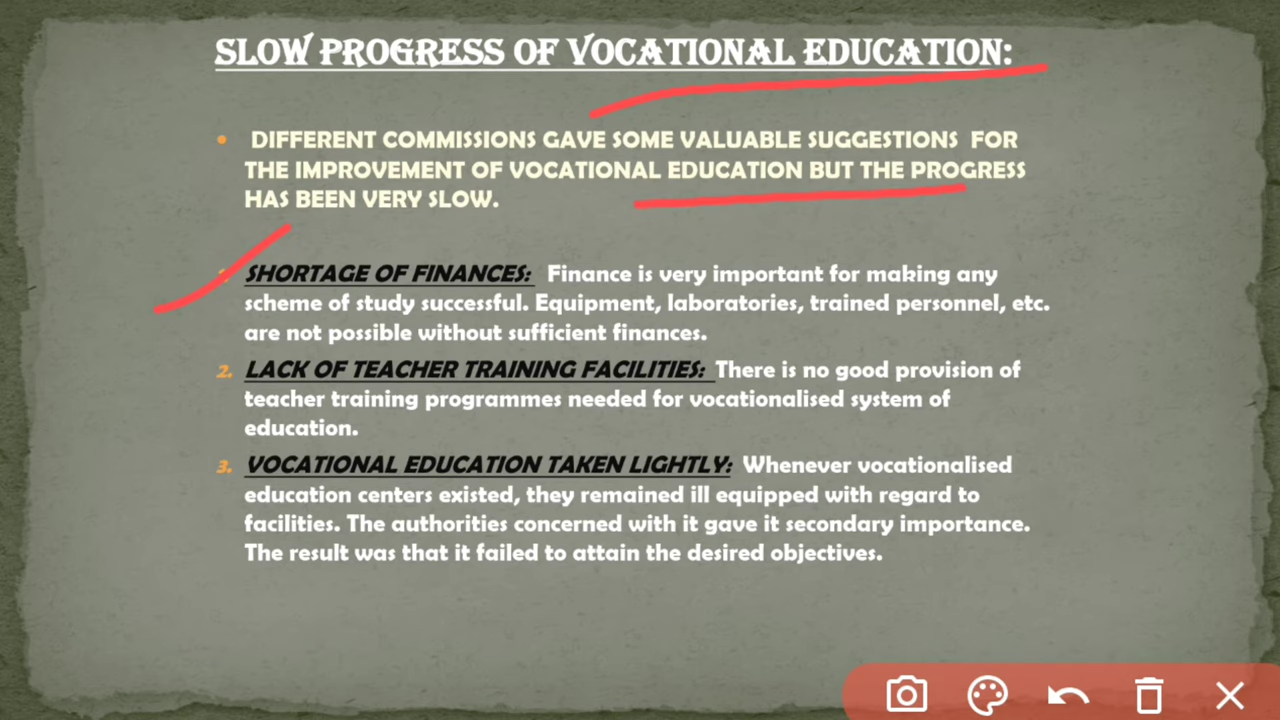 SLOW PROGRESS OF VOCATIONAL EDUCATION:
• DIFFERENT COMMISSIONS GAVE SOME VALUABLE SUGGESTIONS FOR
THE IMPROVEMENT OF VOCATIONAL EDUCATION BUT THE PROGRESS
HAS BEEN VERY SLOW.
SHORTAGE OF FINANCES: Finance is very important for making any
scheme of study successful. Equipment, laboratories, trained personnel, etc.
are not possible without sufficient finances.
2. LACK OF TEACHER TRAINING FACILITIES: There is no good provision of
teacher training programmes needed for vocationalised system of
education.
3. VOCATIONAL EDUCATION TAKEN LIGHTLY: Whenever vocationalised
education centers existed, they remained ill equipped with regard to
facilities. The authorities concerned with it gave it secondary importance.
The result was that it failed to attain the desired objectives.